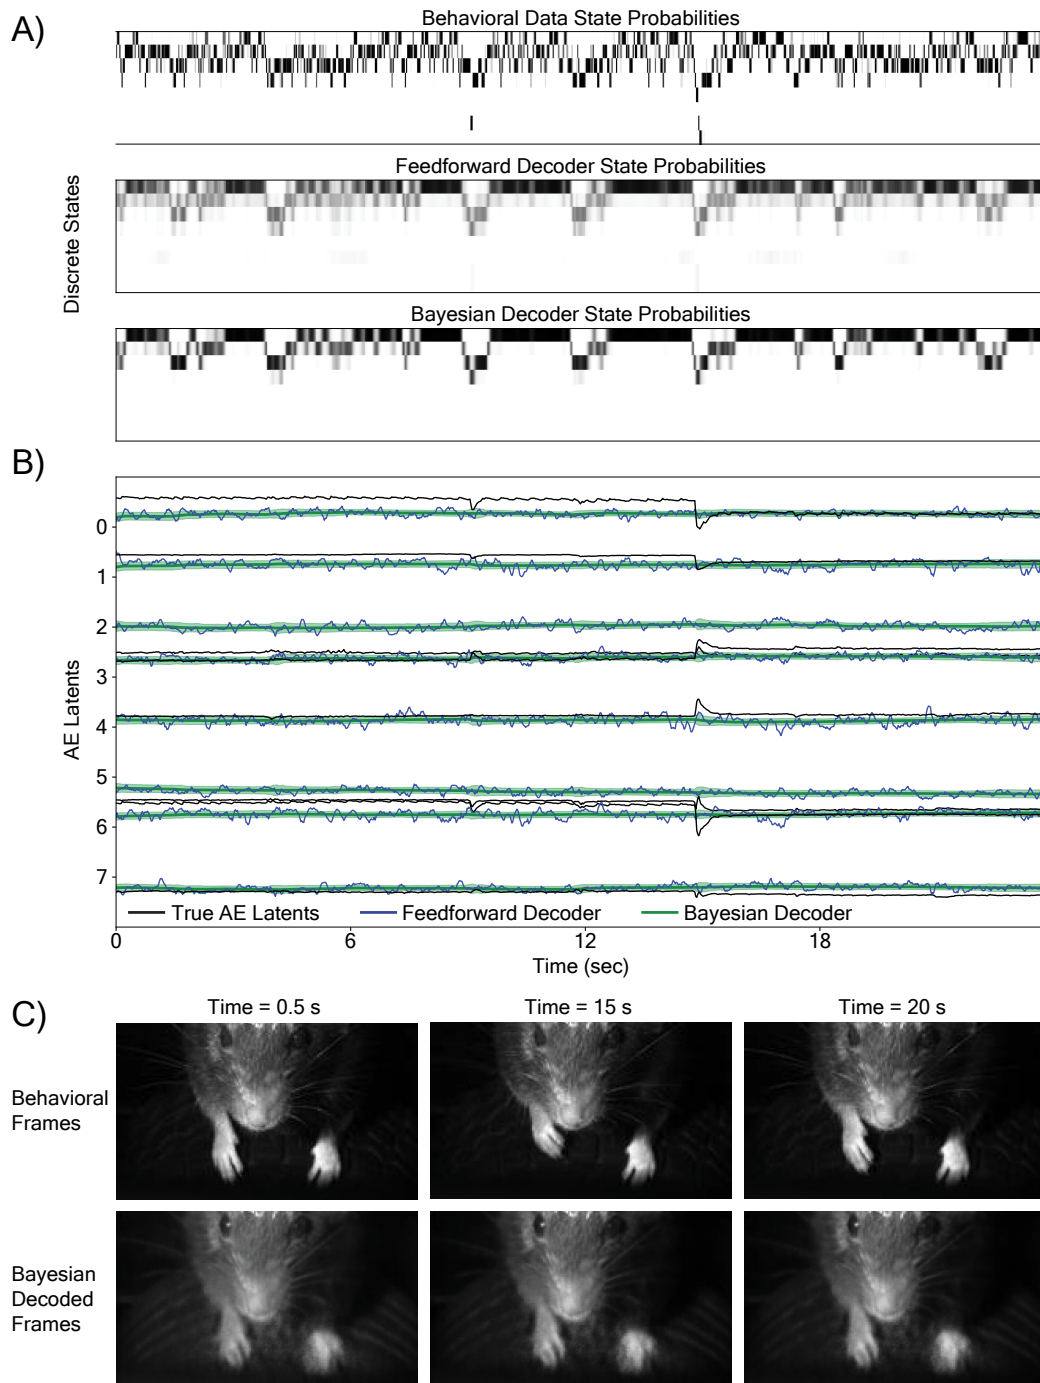 A)
Behavioral Data State Probabilities
Feedforward Decoder State Probabilities
Discrete States
Bayesian Decoder State Probabilities
B)
AE Latents
0
1
2
3
4
5
6
7
True AE Latents
Feedforward Decoder
Bayesian Decoder
0 6 12 18
Time (sec)
C)
Time = 0.5 s
Time = 15 s
Time = 20 s
Behavioral
Frames
Bayesian
Decoded
Frames